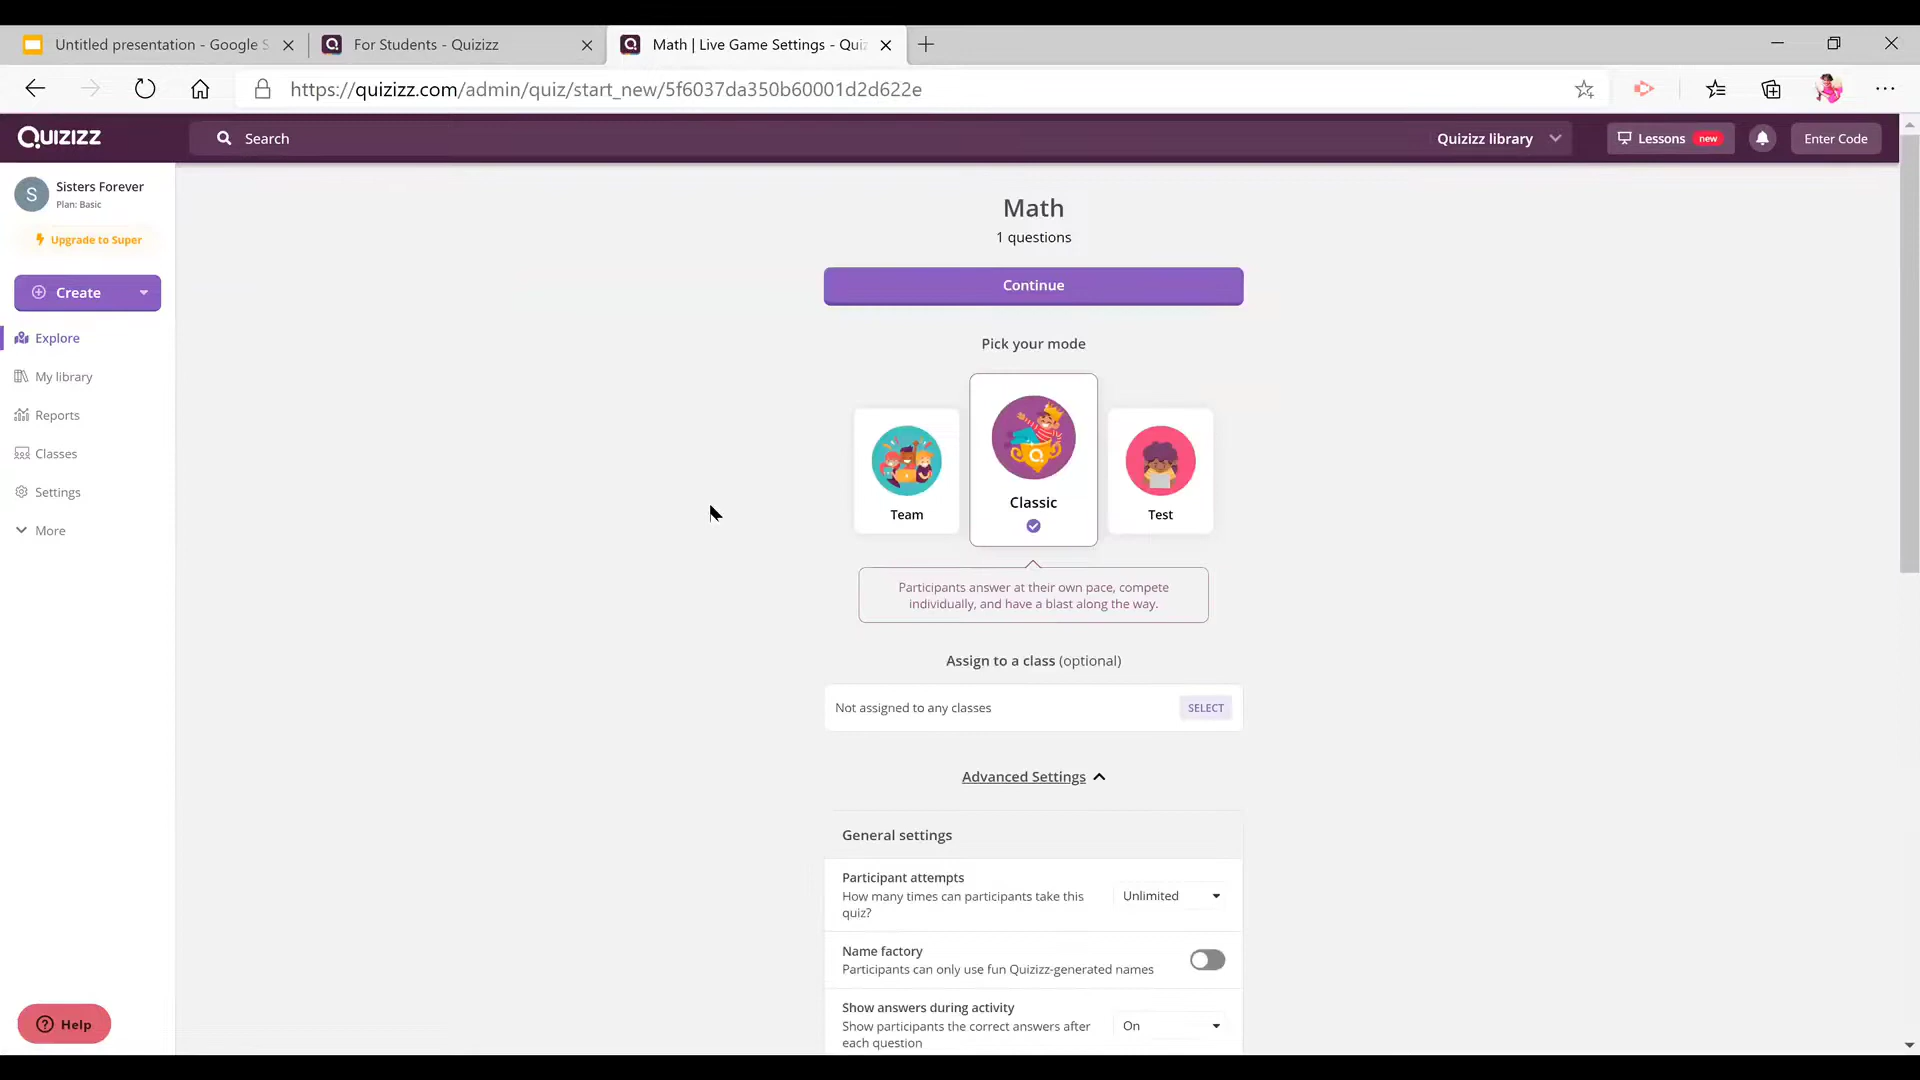 Untitled presentation - Google S
For Students - Quizizz
Math | Live Game Settings - Quiz
https://quizizz.com/admin/quiz/start_new/5f6037da350b60001d2d622e
Quizizz
Search
Quizizz library
Lessons new
Enter Code
S
Sisters Forever
Plan: Basic
Upgrade to Super
Create
Explore
My library
Reports
Classes
Settings
More
Help
Math
1 questions
Continue
Pick your mode
Team
Classic
Test
Participants answer at their own pace, compete
individually, and have a blast along the way.
Assign to a class (optional)
Not assigned to any classes
SELECT
Advanced Settings
General settings
Participant attempts
How many times can participants take this
quiz?
Unlimited
Name factory
Participants can only use fun Quizizz-generated names
Show answers during activity
Show participants the correct answers after
each question
On